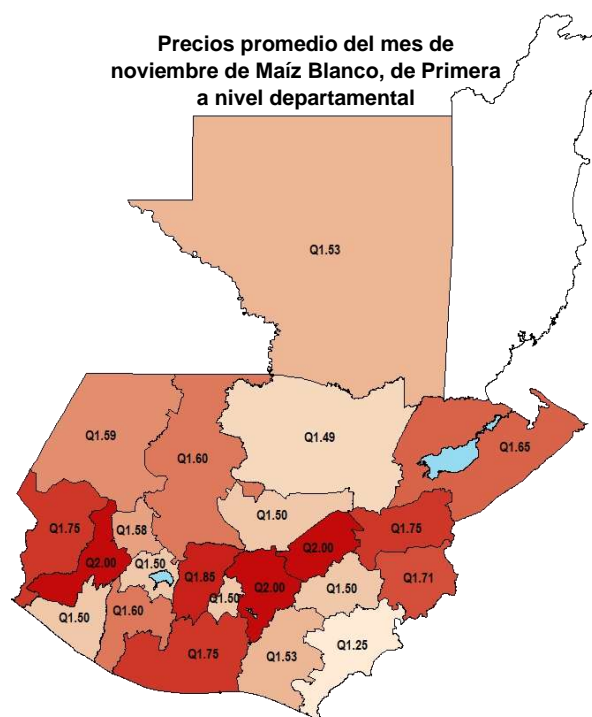 Precios promedio del mes de
noviembre de Maíz Blanco, de Primera
a nivel departamental
Q1.53
Q1.59
Q1.60
Q1.49
Q1.65
Q1.75
Q1.58
Q1.50
Q2.00
Q1.75
Q2.00
Q1.50
Q1.85
Q1.50
Q2.00
Q1.50
Q1.71
Q1.50
Q1.60
Q1.75
Q1.53
Q1.25